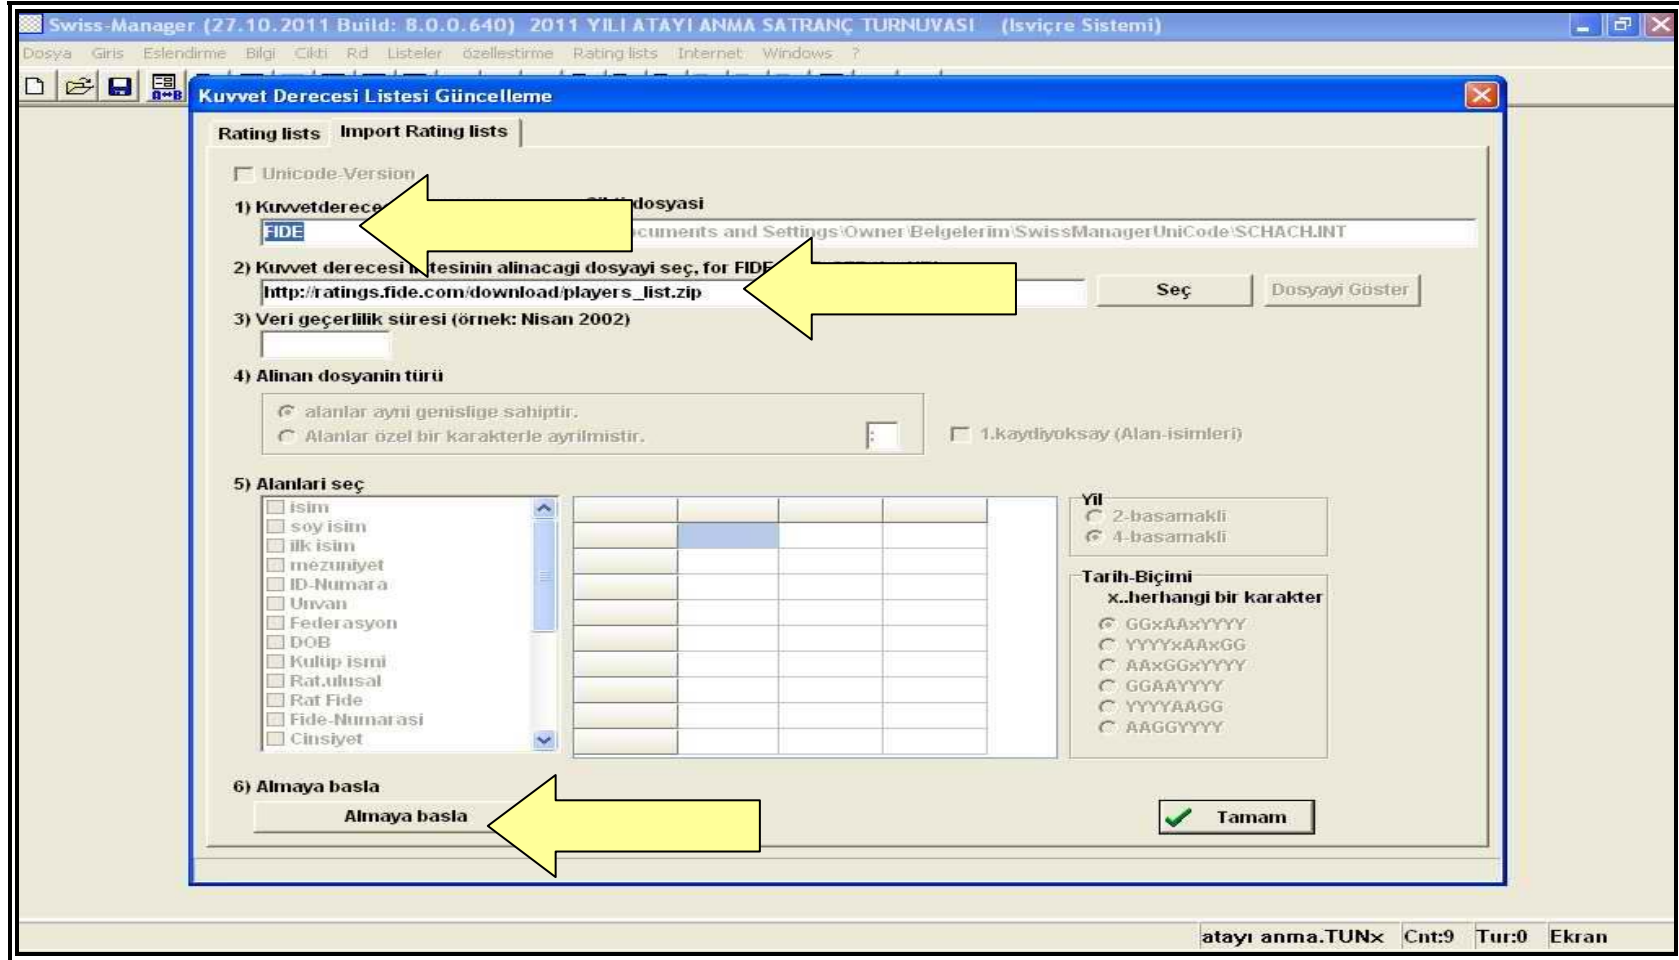 Swiss-Manager (27.10.2011 Build: 8.0.0.640) 2011 YILI ATAYI ANMA SATRANÇ TURNUVASI (Isviçre Sistemi)
Dosya Giris Eslendirme Bilgi Cikti Rd Listeler özellestirme Rating lists Internet Windows ?
Kuvvet Derecesi Listesi Güncelleme
Rating lists Import Rating lists
Unicode-Version
1) Kuvvetderece dosyasi
FIDE ocuments and Settings\Owner\Belgelerim\SwissManagerUniCode\SCHACH.INT
2) Kuvvet derecesi listesinin alinacagi dosyayi seç, for FIDE
http://ratings.fide.com/download/players_list.zip Seç Dosyayi Göster
3) Veri geçerlilik süresi (örnek: Nisan 2002)
4) Alinan dosyanin türü
alanlar ayni genislige sahiptir.
Alanlar özel bir karakterle ayrilmistir. : 1.kaydiyoksay (Alan-isimleri)
5) Alanlari seç
isim
soy isim
ilk isim
mezuniyet
ID-Numara
Unvan
Federasyon
DOB
Kulüp ismi
Rat.ulusal
Rat Fide
Fide-Numarasi
Cinsiyet
Yil
2-basamakli
4-basamakli
Tarih-Biçimi
x..herhangi bir karakter
GGxAAxYYYY
YYYYxAAxGG
AAxGGxYYYY
GGAAYYYY
YYYYAAGG
AAGGYYYY
6) Almaya basla
Almaya basla Tamam
atayı anma.TUNx Cnt:9 Tur:0 Ekran